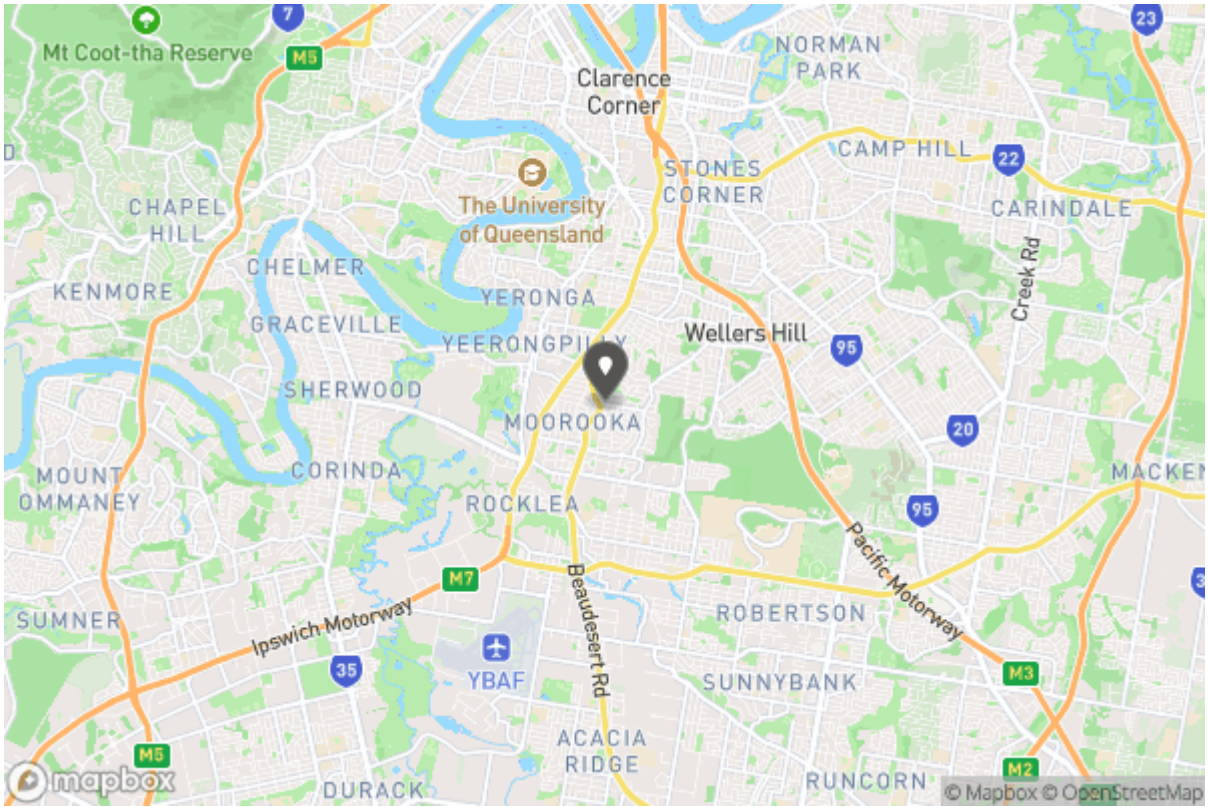 7
23
Mt Coot-tha Reserve
M5
NORMAN
PARK
Clarence
Corner
CAMP HILL
22
STONES
CORNER
The University
of Queensland
CHAPEL
HILL
CARINDALE
CHELMER
Creek Rd
KENMORE
YERONGA
GRACEVILLE
Wellers Hill
YEERONGPILLY
95
SHERWOOD
MOOROOKA
20
CORINDA
MOUNT
OMMANEY
MACKEN
ROCKLEA
95
Pacific Motorway
M7
Beaudesert Rd
3
SUMNER
Ipswich Motorway
ROBERTSON
35
YBAF
SUNNYBANK
M3
ACACIA
RIDGE
M5
M2
mapbox
DURACK
RUNCORN
© Mapbox © OpenStreetMap